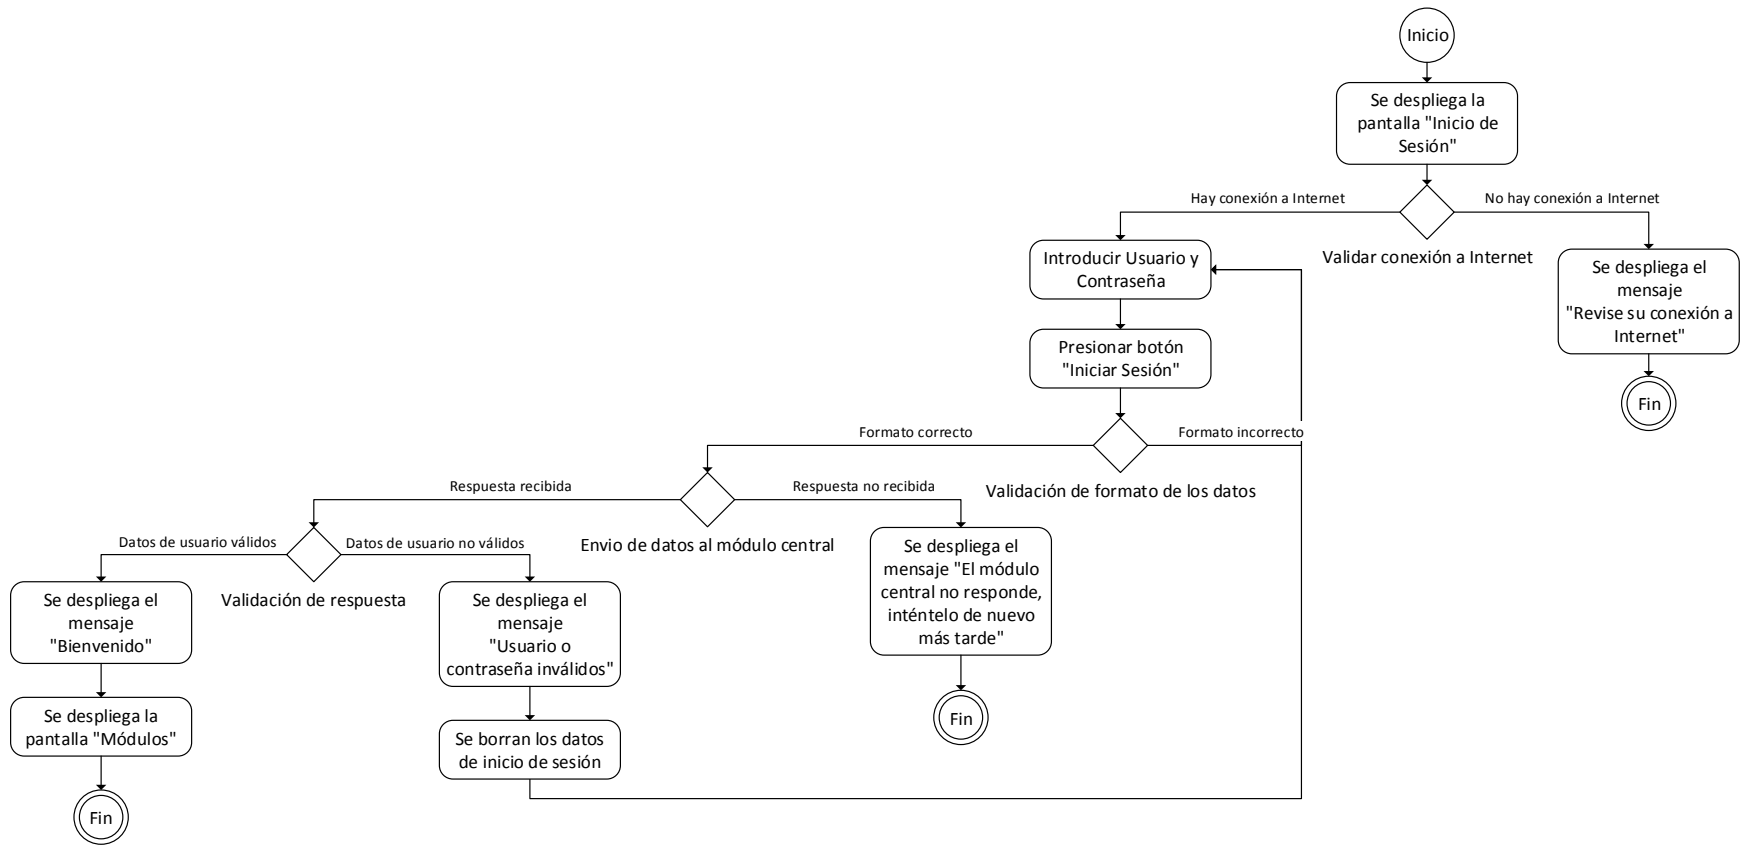 Inicio
Se despliega la
pantalla "Inicio de
Sesión"
Hay conexión a Internet
No hay conexión a Internet
Validar conexión a Internet
Introducir Usuario y
Contraseña
Se despliega el
mensaje
"Revise su conexión a
Internet"
Presionar botón
"Iniciar Sesión"
Fin
Formato correcto
Formato incorrecto
Validación de formato de los datos
Respuesta recibida
Respuesta no recibida
Envio de datos al módulo central
Datos de usuario válidos
Datos de usuario no válidos
Validación de respuesta
Se despliega el
mensaje "El módulo
central no responde,
inténtelo de nuevo
más tarde"
Se despliega el
mensaje
"Bienvenido"
Se despliega el
mensaje
"Usuario o
contraseña inválidos"
Fin
Se despliega la
pantalla "Módulos"
Se borran los datos
de inicio de sesión
Fin